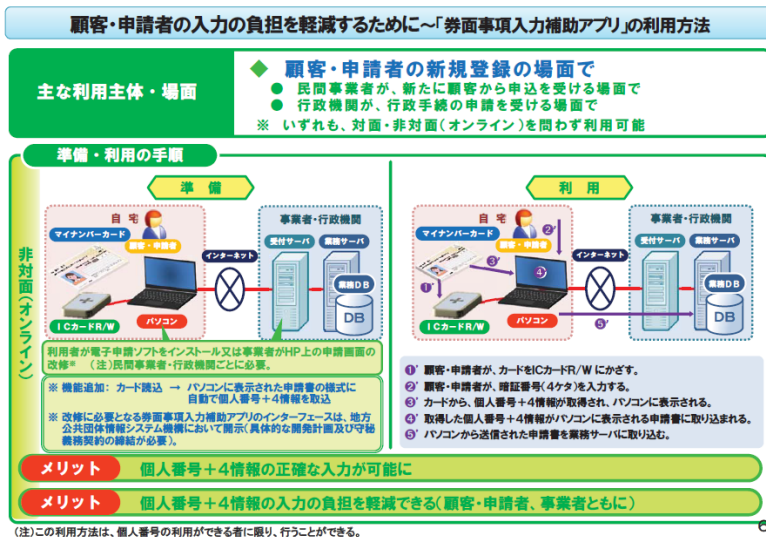 顧客・申請者の入力の負担を軽減するために～「券面事項入力補助アプリ」の利用方法
主な利用主体・場面
◆ 顧客・申請者の新規登録の場面で
● 民間事業者が、新たに顧客から申込を受ける場面で
● 行政機関が、行政手続の申請を受ける場面で
※ いずれも、対面・非対面(オンライン)を問わず利用可能
準備・利用の手順
非対面(オンライン)
準 備
自 宅
マイナンバーカード
顧客・申請者
ICカードR/W
パソコン
インターネット
事業者・行政機関
受付サーバ
業務サーバ
業務DB
DB
利用者が電子申請ソフトをインストール又は事業者がHP上の申請画面の
改修※ (注)民間事業者・行政機関ごとに必要。
※ 機能追加: カード読込 → パソコンに表示された申請書の様式に
自動で個人番号+4情報を取込
※ 改修に必要となる券面事項入力補助アプリのインターフェースは、地方
公共団体情報システム機構において開示(具体的な開発計画及び守秘
義務契約の締結が必要)。
利 用
自 宅
マイナンバーカード
顧客・申請者
❷’
❸’
❹’
❶’
ICカードR/W
パソコン
❺’
インターネット
事業者・行政機関
受付サーバ
業務サーバ
業務DB
DB
❶’ 顧客・申請者が、カードをICカードR/Wにかざす。
❷’ 顧客・申請者が、暗証番号(4ケタ)を入力する。
❸’ カードから、個人番号+4情報が取得され、パソコンに表示される。
❹’ 取得した個人番号+4情報がパソコンに表示される申請書に取り込まれる。
❺’ パソコンから送信された申請書を業務サーバに取り込む。
メリット 個人番号+4情報の正確な入力が可能に
メリット 個人番号+4情報の入力の負担を軽減できる(顧客・申請者、事業者ともに)
(注)この利用方法は、個人番号の利用ができる者に限り、行うことができる。